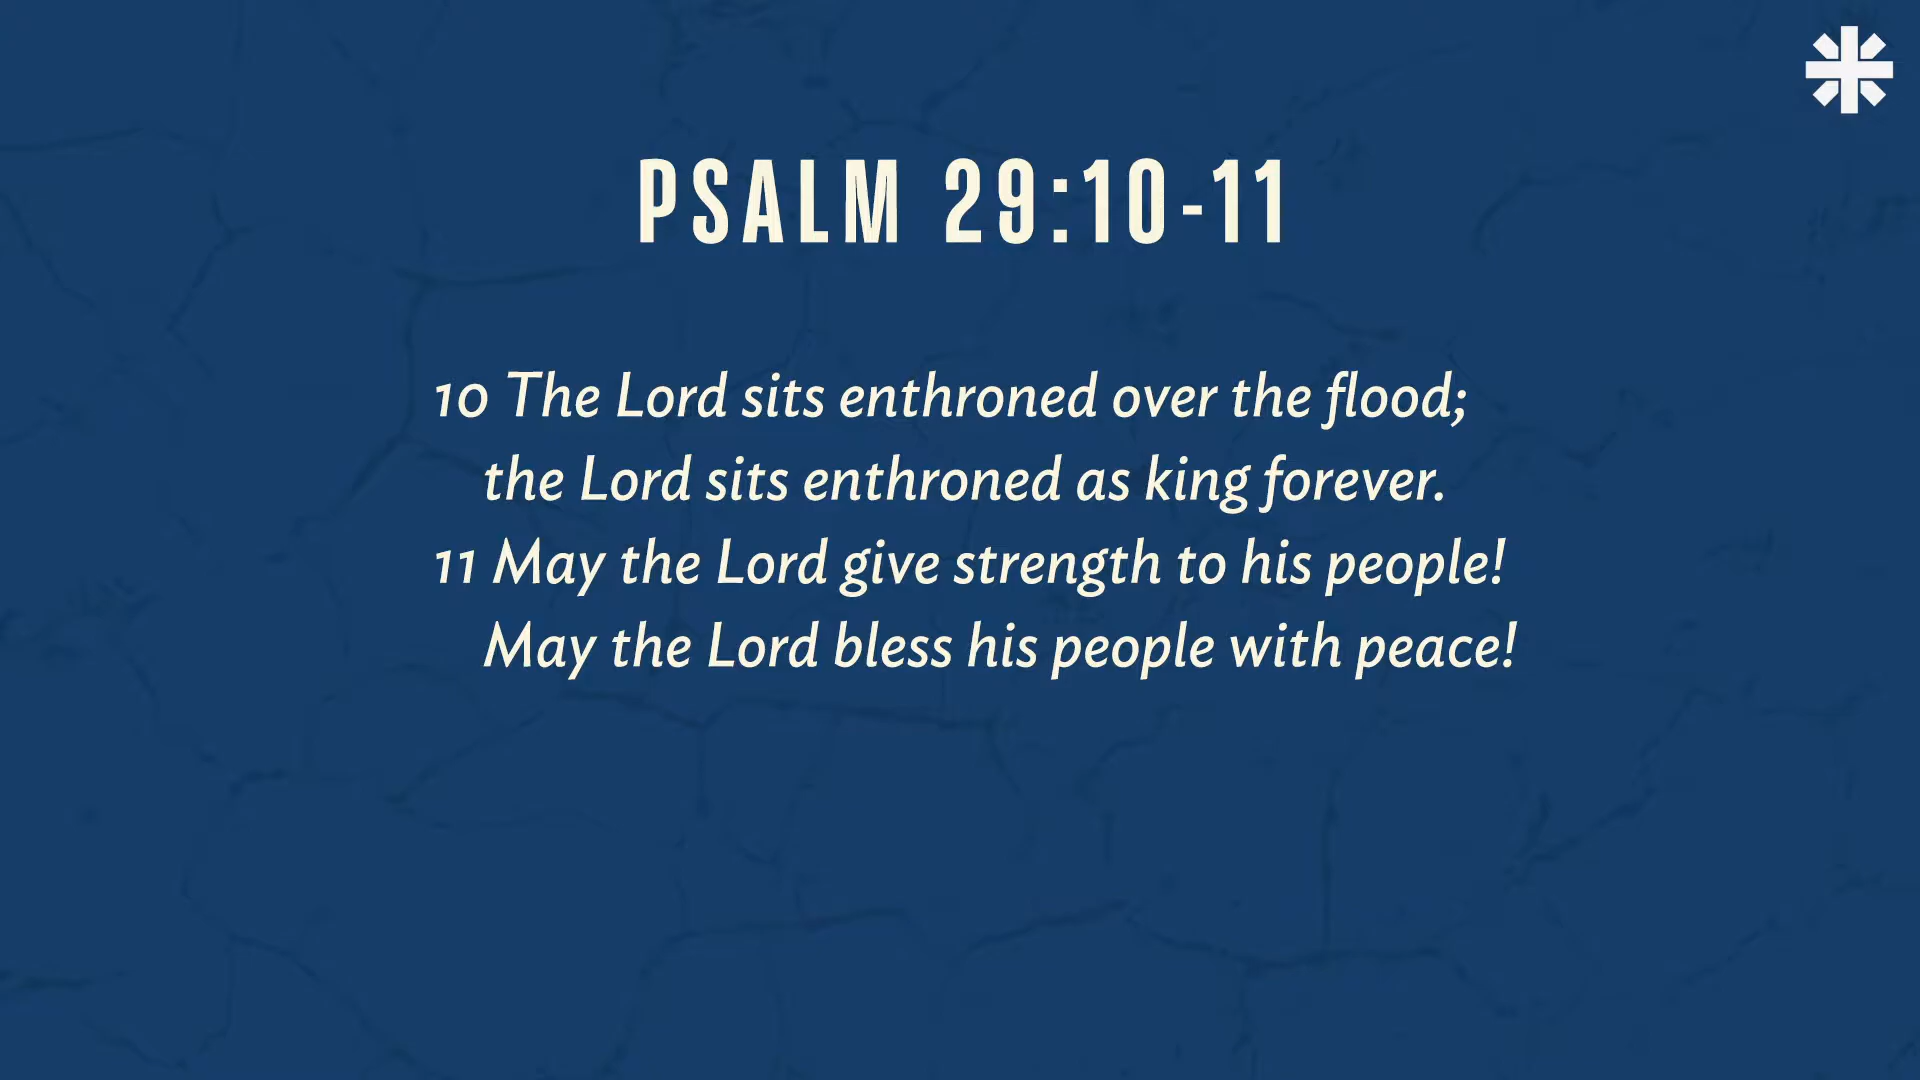 PSALM 29:10-11
10 The Lord sits enthroned over the flood;
the Lord sits enthroned as king forever.
11 May the Lord give strength to his people!
May the Lord bless his people with peace!